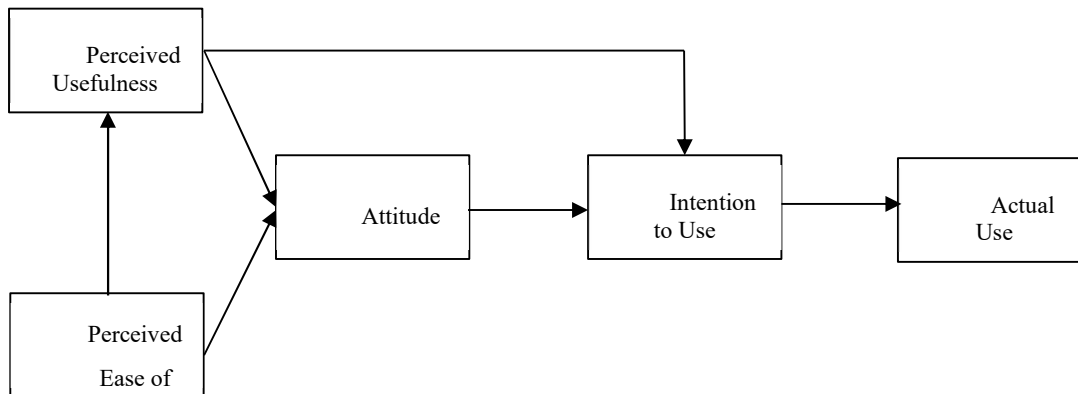 Perceived
Usefulness
Attitude
Intention
to Use
Actual
Use
Perceived
Ease of